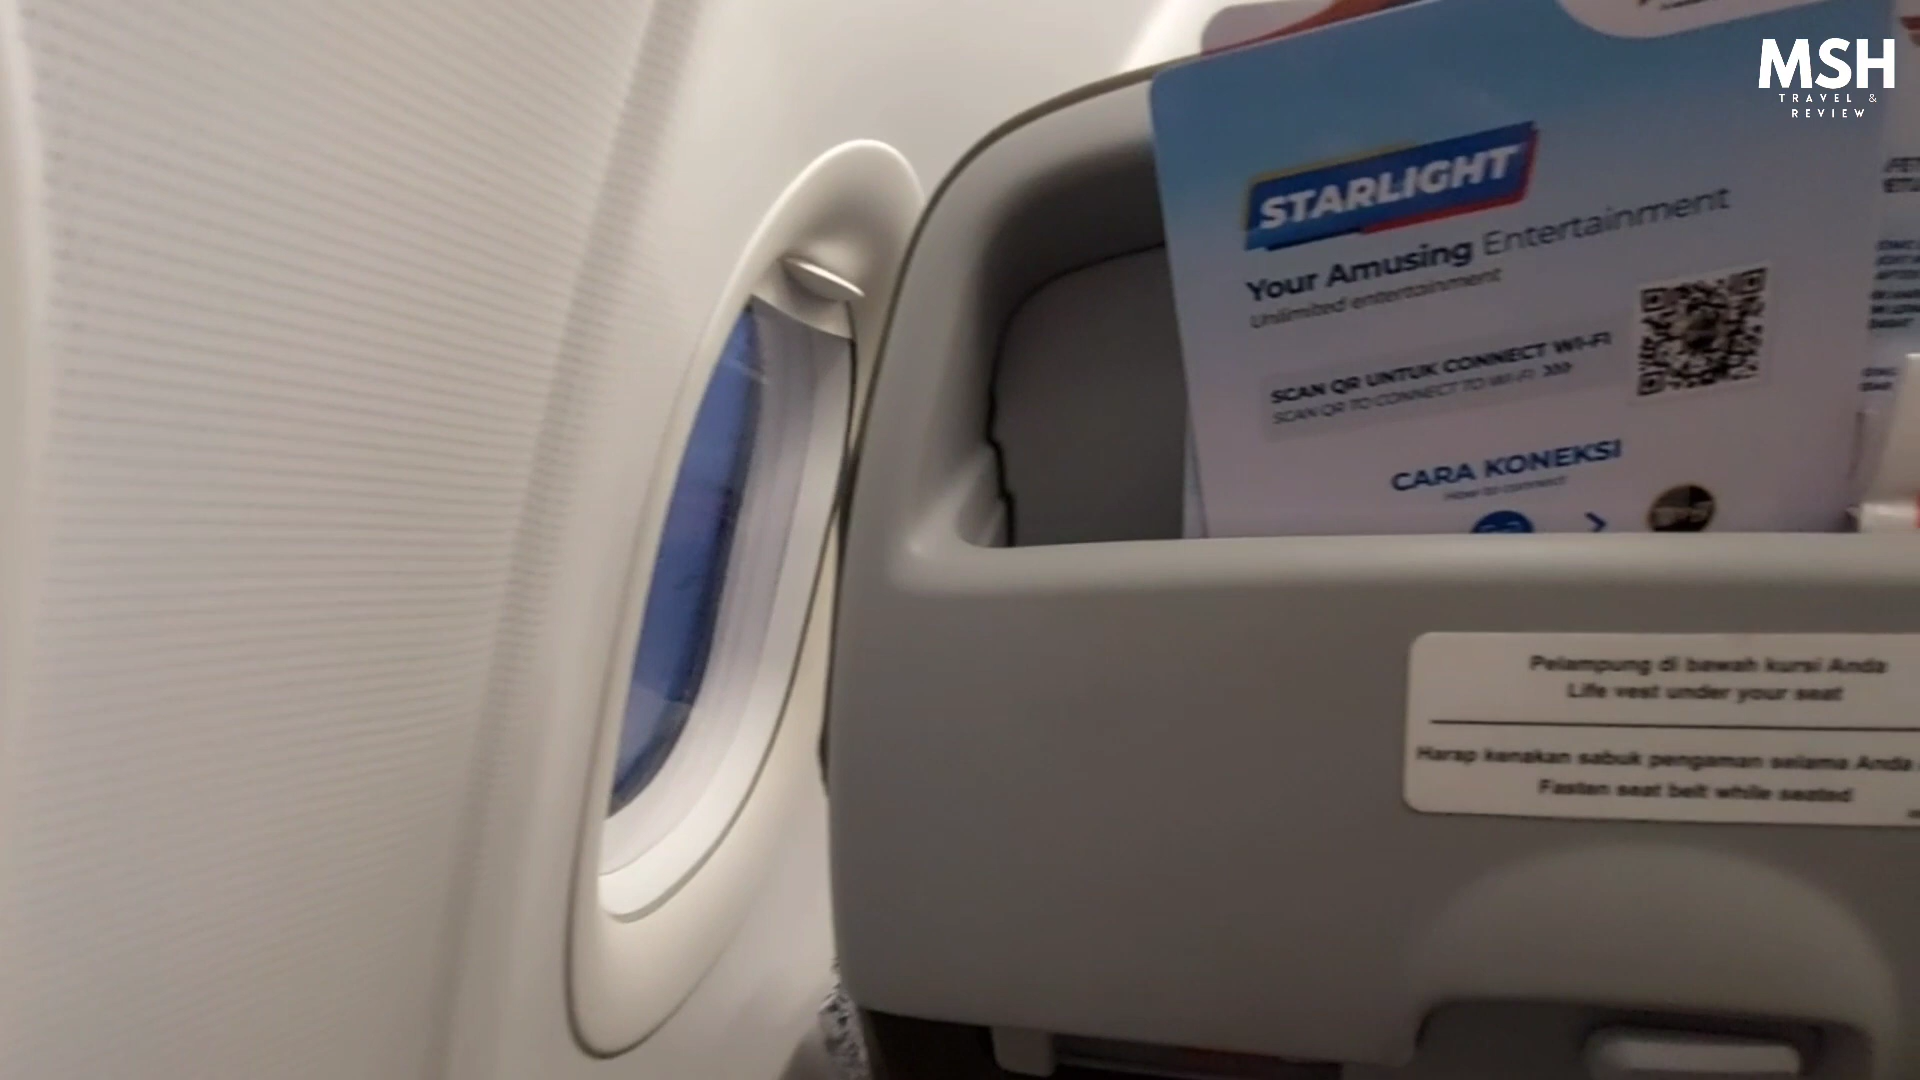 MSH
TRAVEL &
REVIEW
STARLIGHT
Your Amusing Entertainment
Unlimited entertainment
SCAN QR UNTUK CONNECT WI-FI
SCAN QR TO CONNECT TO WI-FI >>>
CARA KONEKSI
How to connect
Pelampung di bawah kursi Anda
Life vest under your seat
Harap kenakan sabuk pengaman selama Anda
Fasten seat belt while seated